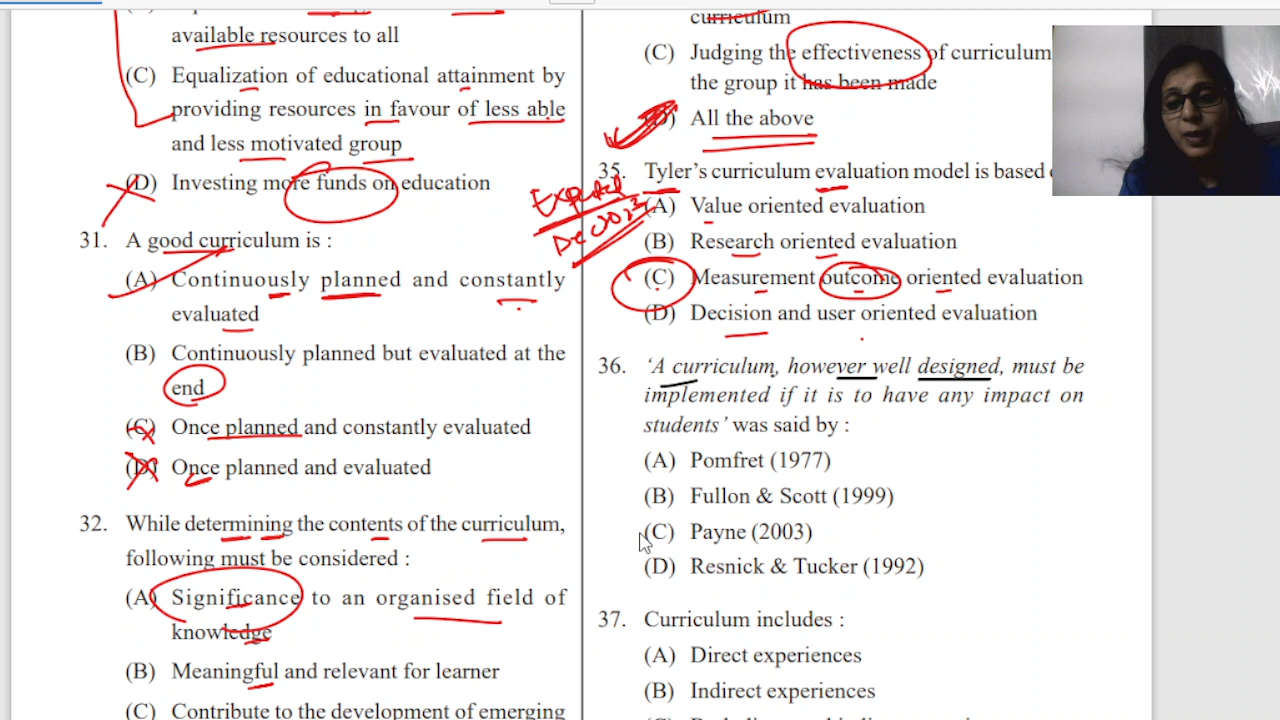 available resources to all
(C) Equalization of educational attainment by
providing resources in favour of less able
and less motivated group
(D) Investing more funds on education
31. A good curriculum is :
(A) Continuously planned and constantly
evaluated
(B) Continuously planned but evaluated at the
end
(C) Once planned and constantly evaluated
(D) Once planned and evaluated
32. While determining the contents of the curriculum,
following must be considered :
(A) Significance to an organised field of
knowledge
(B) Meaningful and relevant for learner
(C) Contribute to the development of emerging
curriculum
(C) Judging the effectiveness of curriculum
the group it has been made
(D) All the above
35. Tyler's curriculum evaluation model is based
Expected
Dec 2023
(A) Value oriented evaluation
(B) Research oriented evaluation
(C) Measurement outcome oriented evaluation
(D) Decision and user oriented evaluation
36. ‘A curriculum, however well designed, must be
implemented if it is to have any impact on
students’ was said by :
(A) Pomfret (1977)
(B) Fullon & Scott (1999)
(C) Payne (2003)
(D) Resnick & Tucker (1992)
37. Curriculum includes :
(A) Direct experiences
(B) Indirect experiences